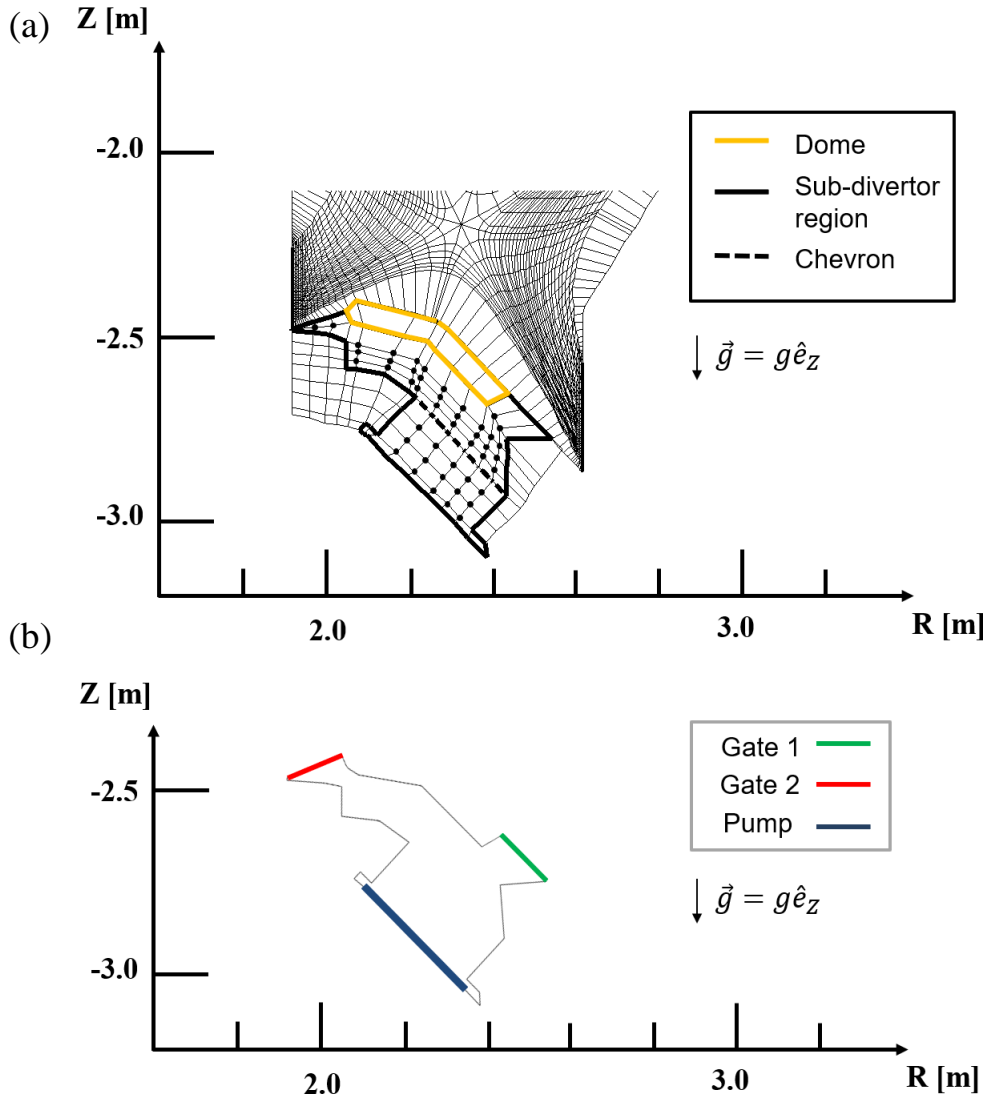 (a)
Z [m]
-2.0
-2.5
-3.0
2.0
3.0
R [m]
Dome
Sub-divertor
region
Chevron
g⃗ = gê_Z
(b)
Z [m]
-2.5
-3.0
2.0
3.0
R [m]
Gate 1
Gate 2
Pump
g⃗ = gê_Z